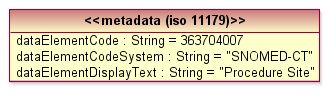 <<metadata (iso 11179)>>
dataElementCode : String = 363704007
dataElementCodeSystem : String = "SNOMED-CT"
dataElementDisplayText : String = "Procedure Site"